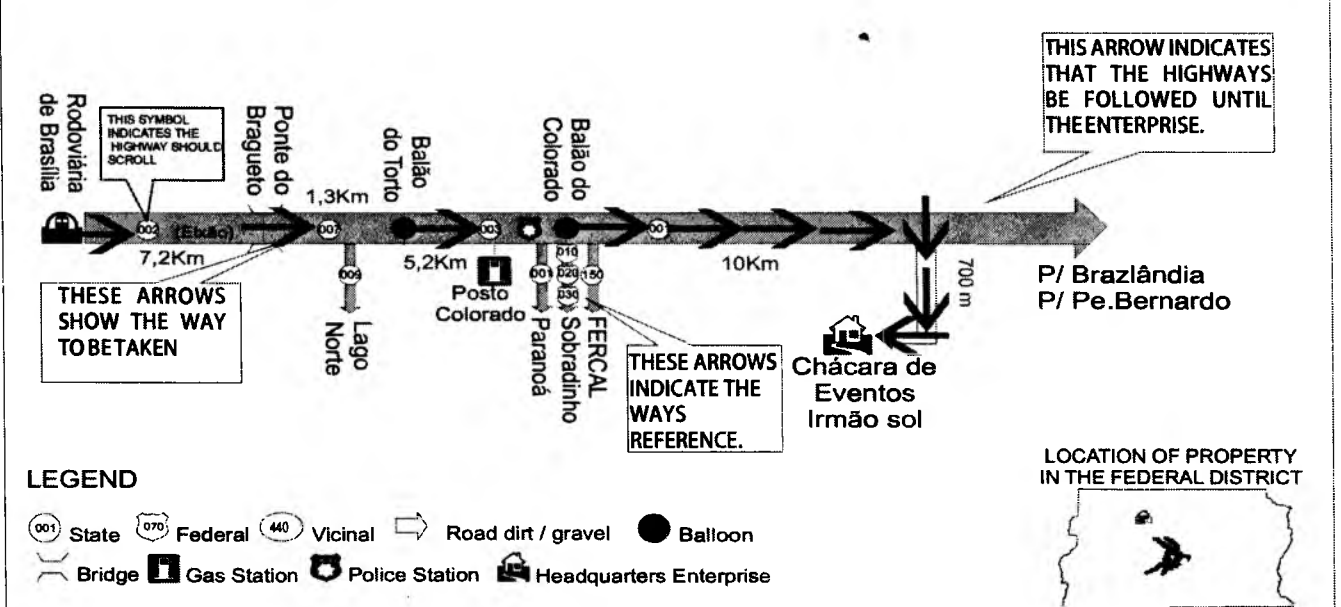 THIS ARROW INDICATES
THAT THE HIGHWAYS
BE FOLLOWED UNTIL
THEENTERPRISE.
Rodoviária
de Brasília
THIS SYMBOL
INDICATES THE
HIGHWAY SHOULD
SCROLL
Ponte do
Bragueto
1,3Km
Balão
do Torto
Balão do
Colorado
002
(Eixão)
007
003
7,2Km
5,2Km
10Km
700 m
009
001
010
020
030
150
P/ Brazlândia
P/ Pe.Bernardo
THESE ARROWS
SHOW THE WAY
TOBETAKEN
Lago
Norte
Posto
Colorado
Paranoá
Sobradinho
FERCAL
THESE ARROWS
INDICATE THE
WAYS
REFERENCE.
Chácara de
Eventos
Irmão sol
LOCATION OF PROPERTY
IN THE FEDERAL DISTRICT
LEGEND
001 State 070 Federal 440 Vicinal Road dirt / gravel Balloon
Bridge Gas Station Police Station Headquarters Enterprise